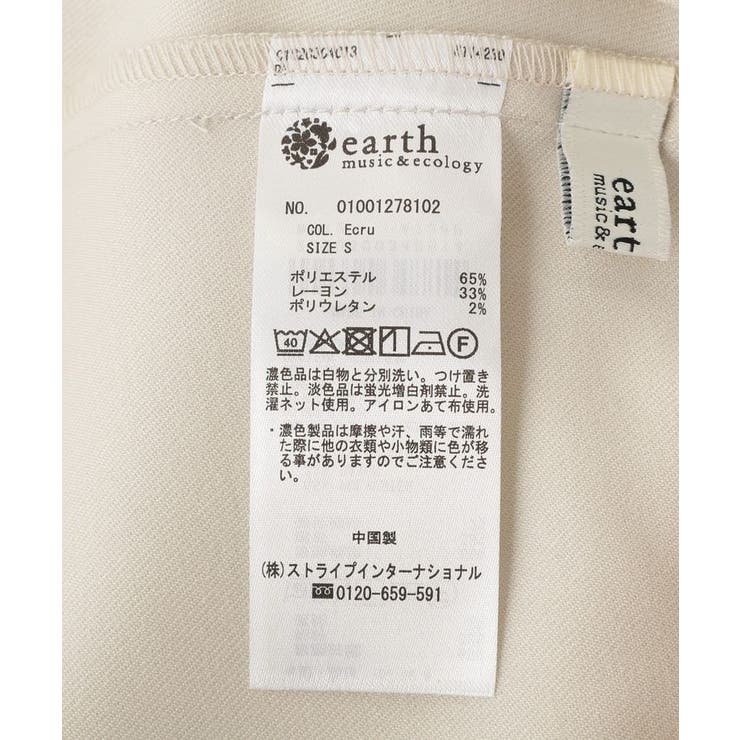 earth
music&ecology
NO. 01001278102
COL. Ecru
SIZE S
ポリエステル 65%
レーヨン 33%
ポリウレタン 2%
40
F
濃色品は白物と分別洗い。つけ置き
禁止。淡色品は蛍光増白剤禁止。洗
濯ネット使用。アイロンあて布使用。
・濃色製品は摩擦や汗、雨等で濡れ
た際に他の衣類や小物類に色が移
る事がありますのでご注意くださ
い。
中国製
(株)ストライプインターナショナル
0120-659-591
eart
music&e